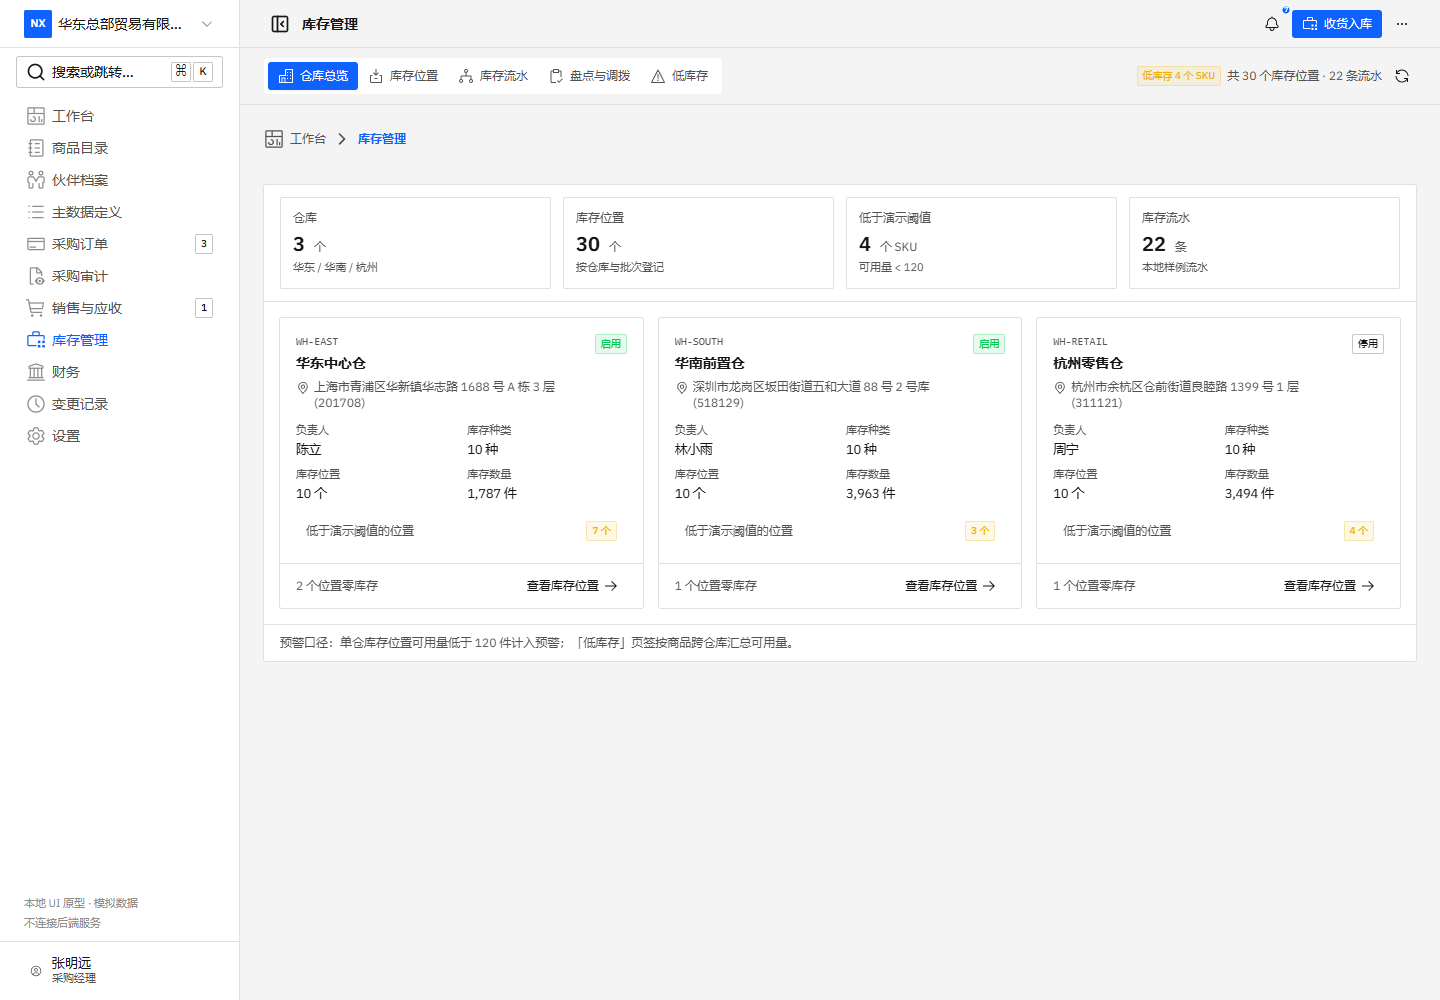 NX 华东总部贸易有限...
搜索或跳转... ⌘ K
工作台
商品目录
伙伴档案
主数据定义
采购订单 3
采购审计
销售与应收 1
库存管理
财务
变更记录
设置
本地 UI 原型 · 模拟数据
不连接后端服务
张明远
采购经理
库存管理
7
收货入库
仓库总览 库存位置 库存流水 盘点与调拨 低库存
低库存 4 个 SKU 共 30 个库存位置 · 22 条流水
工作台 库存管理
仓库
3 个
华东 / 华南 / 杭州
库存位置
30 个
按仓库与批次登记
低于演示阈值
4 个 SKU
可用量 < 120
库存流水
22 条
本地样例流水
WH-EAST 启用
华东中心仓
上海市青浦区华新镇华志路 1688 号 A 栋 3 层
(201708)
负责人 库存种类
陈立 10 种
库存位置 库存数量
10 个 1,787 件
低于演示阈值的位置 7 个
2 个位置零库存 查看库存位置
WH-SOUTH 启用
华南前置仓
深圳市龙岗区坂田街道五和大道 88 号 2 号库
(518129)
负责人 库存种类
林小雨 10 种
库存位置 库存数量
10 个 3,963 件
低于演示阈值的位置 3 个
1 个位置零库存 查看库存位置
WH-RETAIL 停用
杭州零售仓
杭州市余杭区仓前街道良睦路 1399 号 1 层
(311121)
负责人 库存种类
周宁 10 种
库存位置 库存数量
10 个 3,494 件
低于演示阈值的位置 4 个
1 个位置零库存 查看库存位置
预警口径：单仓库存位置可用量低于 120 件计入预警；「低库存」页签按商品跨仓库汇总可用量。